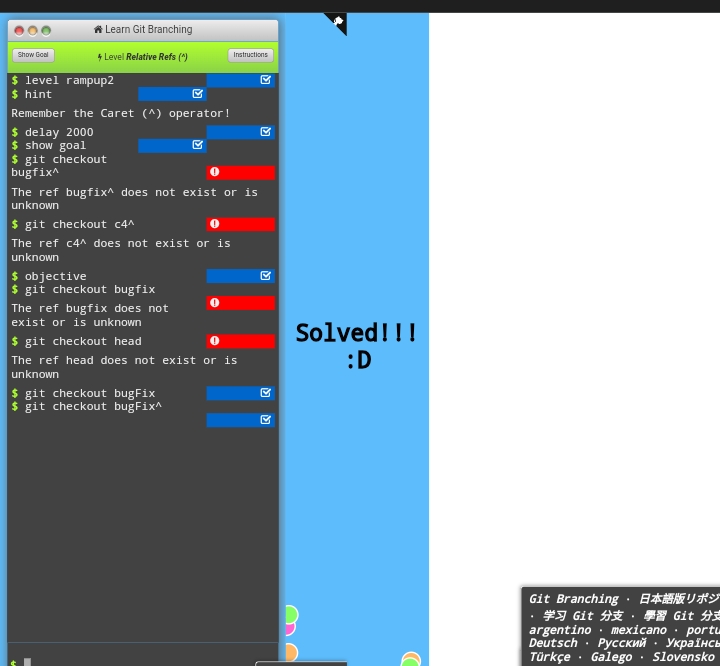 Learn Git Branching
Show Goal
Level Relative Refs (^)
Instructions
$ level rampup2
$ hint
Remember the Caret (^) operator!
$ delay 2000
$ show goal
$ git checkout
bugfix^
The ref bugfix^ does not exist or is
unknown
$ git checkout c4^
The ref c4^ does not exist or is
unknown
$ objective
$ git checkout bugfix
The ref bugfix does not
exist or is unknown
$ git checkout head
The ref head does not exist or is
unknown
$ git checkout bugFix
$ git checkout bugFix^
$
Solved!!!
:D
Git Branching · 日本語版リポジ
· 学习 Git 分支 · 學習 Git 分支
argentino · mexicano · portu
Deutsch · Русский · Українсь
Türkçe · Galego · Slovensko